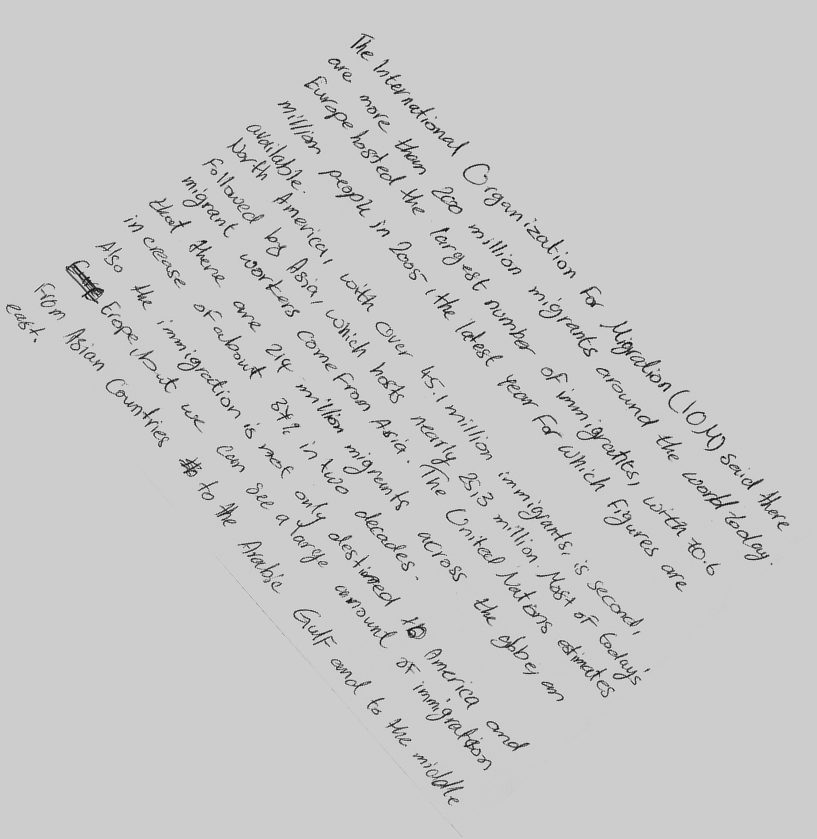 The International Organization For Migration (IOM) said there
are more than 200 million migrants around the world today.
Europe hosted the largest number of immigrants, with 70.6
million people in 2005, the latest year For which Figures are
available.
North America, with over 45.1 million immigrants, is second,
Followed by Asia, which hosts nearly 25,3 million. Most of today's
migrant workers come From Asia. The United Nations estimates
that there are 214 million migrants across the globe, an
increase of about 37% in two decades.
Also the immigration is not only destined to America and
Erope, but we can see a large amount of immigration
From Asian Countries to the Arabic Gulf and to the middle
east.